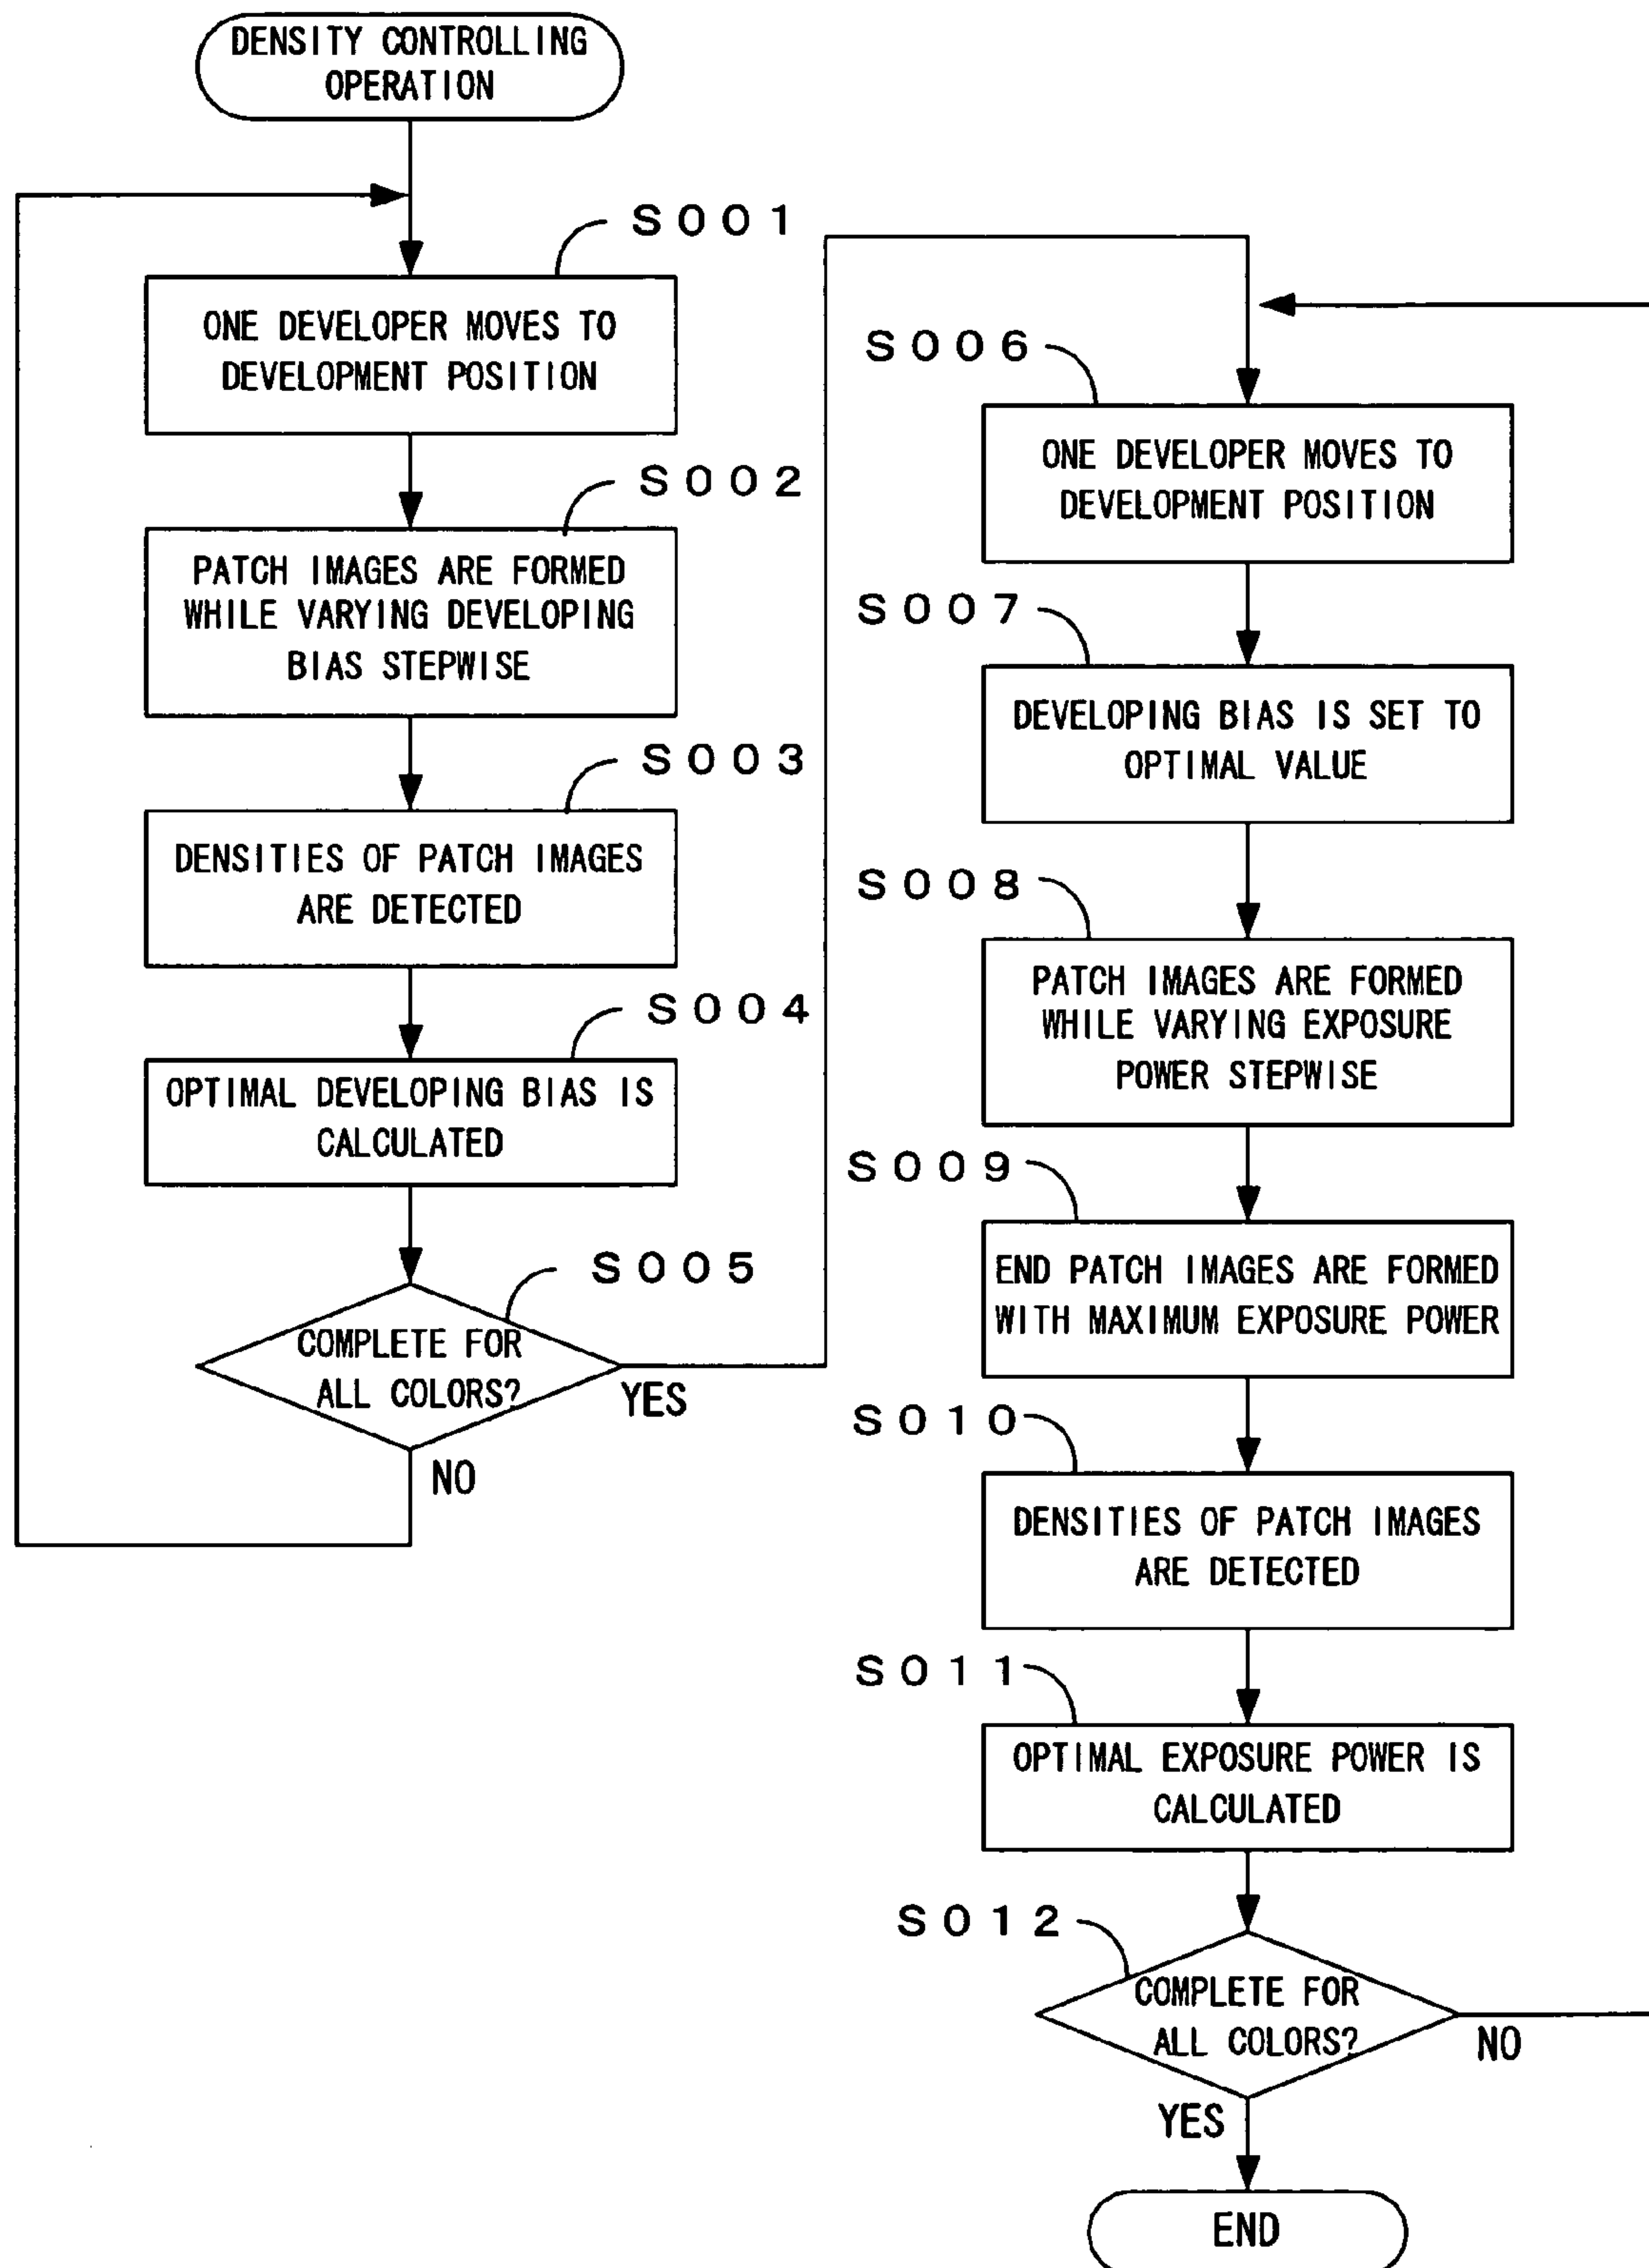 DENSITY CONTROLLING
OPERATION
S001
ONE DEVELOPER MOVES TO
DEVELOPMENT POSITION
S002
PATCH IMAGES ARE FORMED
WHILE VARYING DEVELOPING
BIAS STEPWISE
S003
DENSITIES OF PATCH IMAGES
ARE DETECTED
S004
OPTIMAL DEVELOPING BIAS IS
CALCULATED
S005
COMPLETE FOR
ALL COLORS?
YES
NO
S006
ONE DEVELOPER MOVES TO
DEVELOPMENT POSITION
S007
DEVELOPING BIAS IS SET TO
OPTIMAL VALUE
S008
PATCH IMAGES ARE FORMED
WHILE VARYING EXPOSURE
POWER STEPWISE
S009
END PATCH IMAGES ARE FORMED
WITH MAXIMUM EXPOSURE POWER
S010
DENSITIES OF PATCH IMAGES
ARE DETECTED
S011
OPTIMAL EXPOSURE POWER IS
CALCULATED
S012
COMPLETE FOR
ALL COLORS?
NO
YES
END